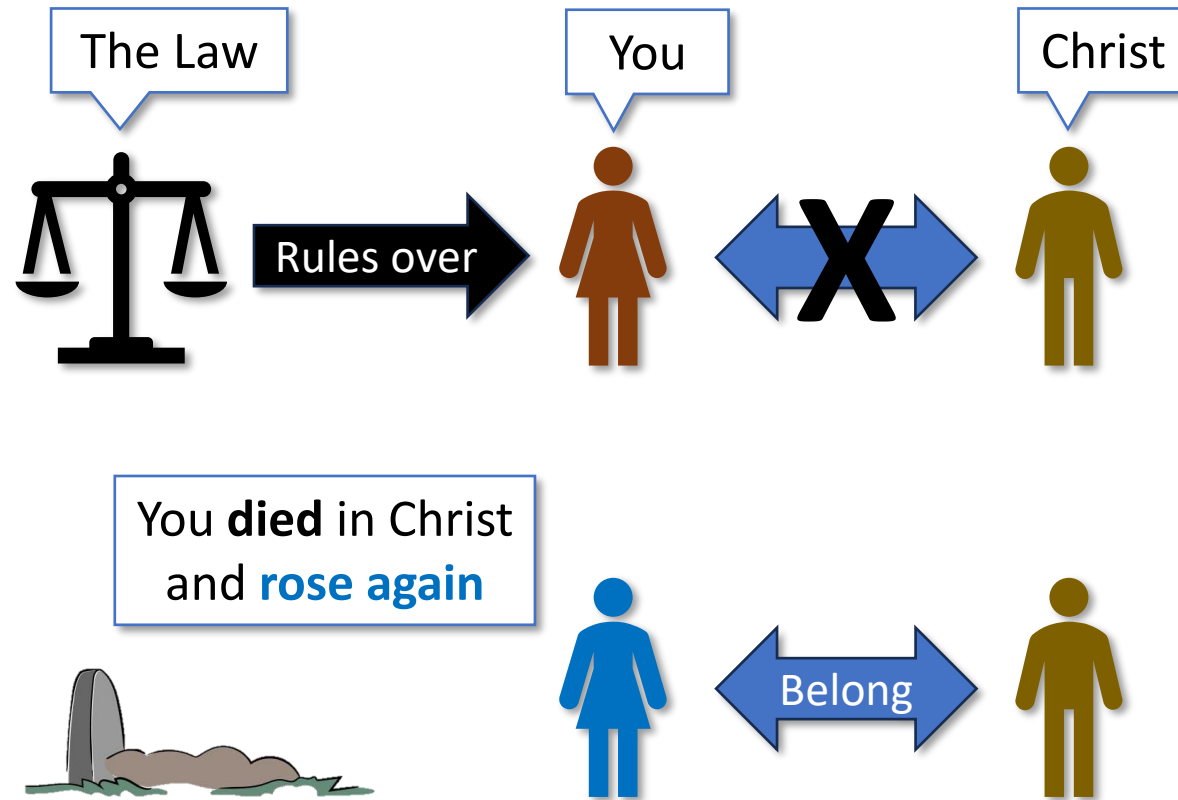 The Law
You
Christ
Rules over
X
You died in Christ
and rose again
Belong